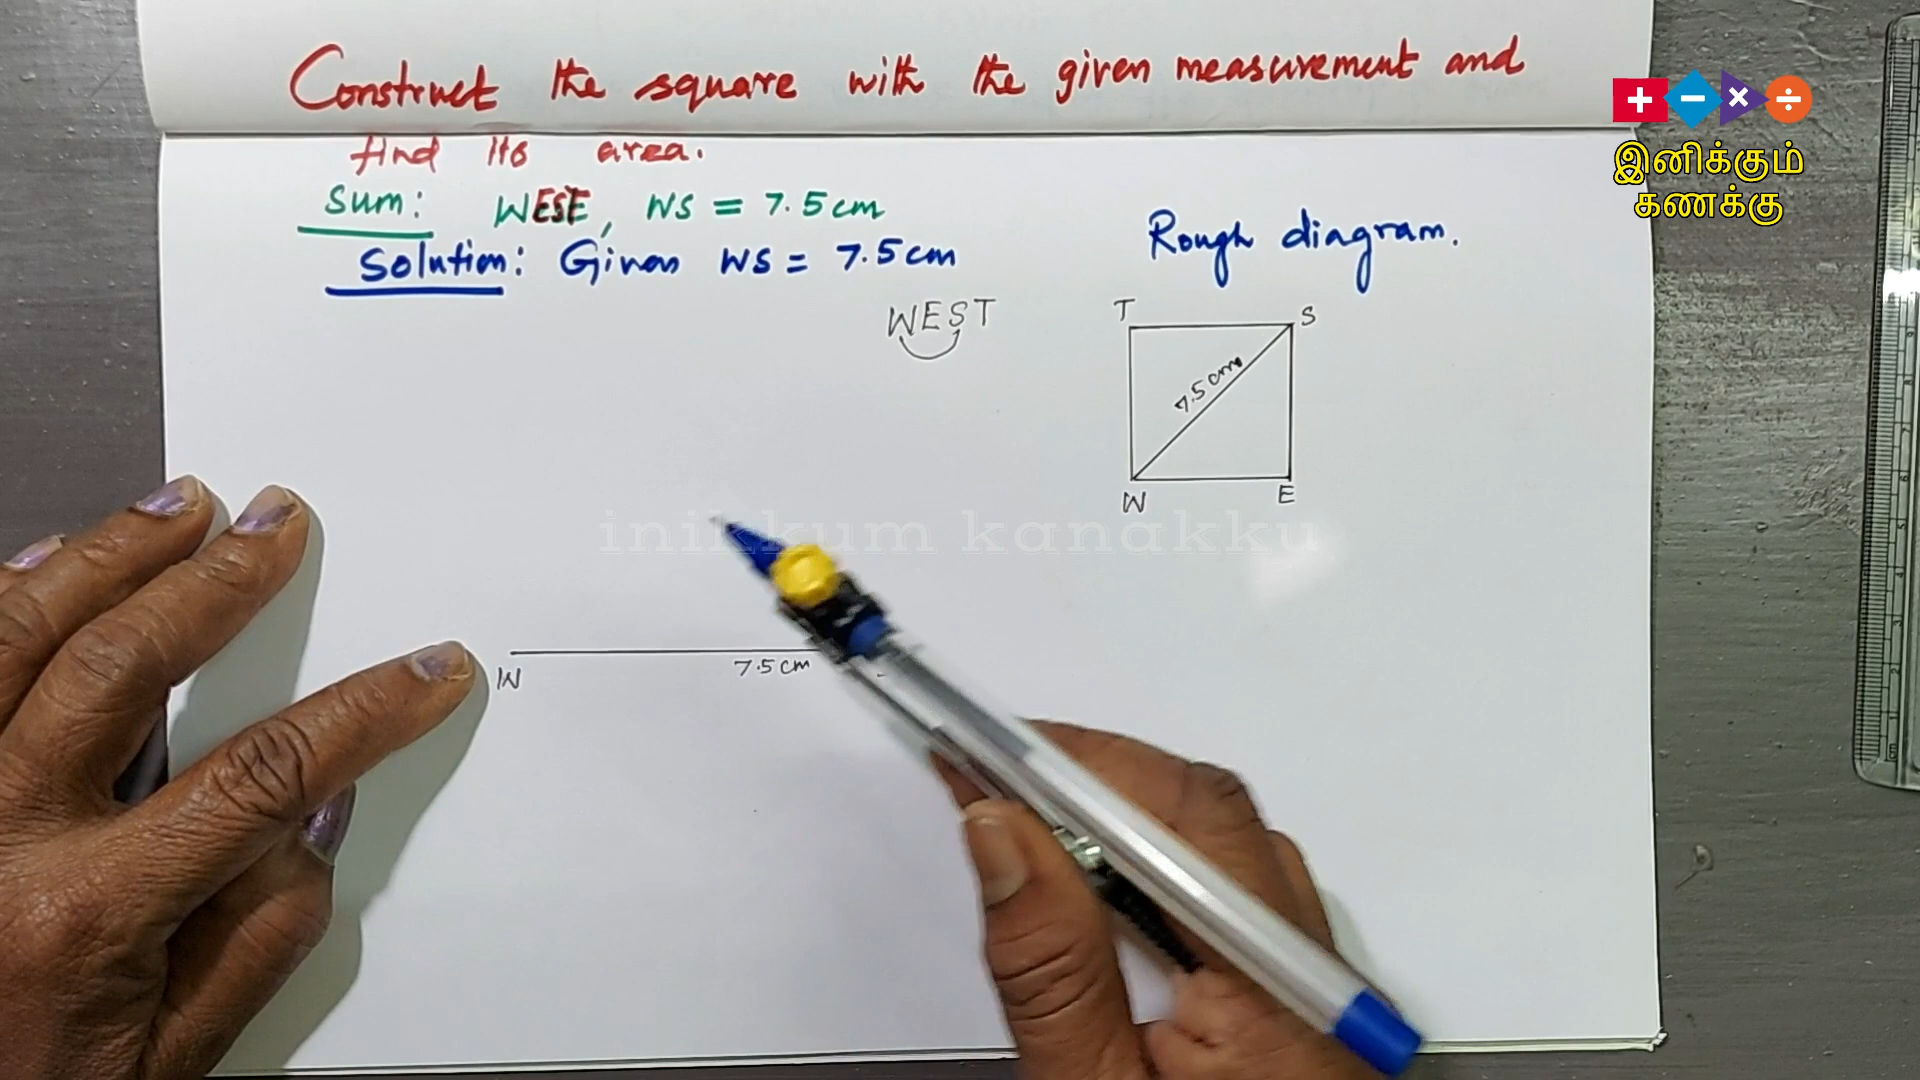 Construct the square with the given measurement and
find its area.
Sum: WESE, WS = 7.5cm
Solution: Given WS = 7.5cm
Rough diagram.
WEST
T S
7.5cm
W E
W 7.5cm
inikkum kanakku
+ − × ÷
இனிக்கும்
கணக்கு